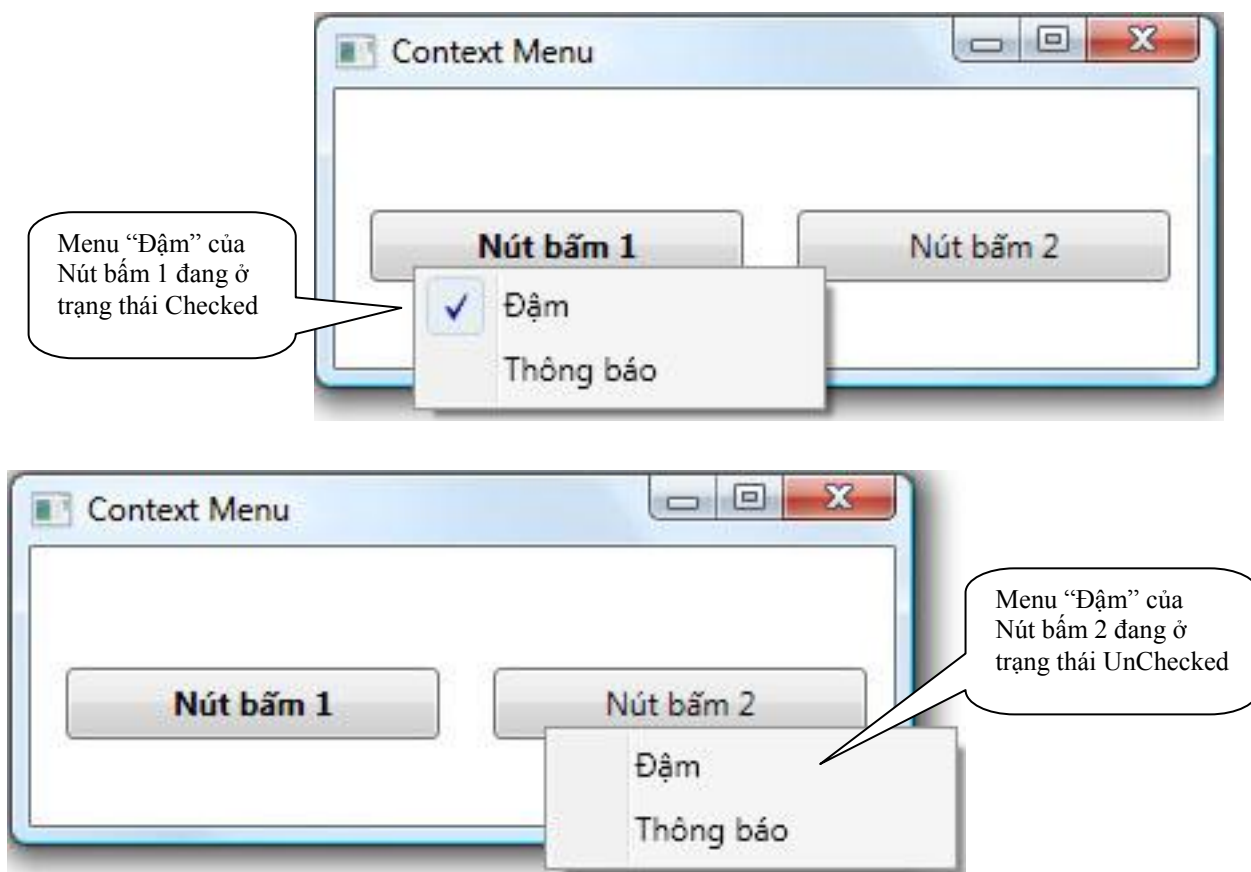 Context Menu
Menu “Đậm” của
Nút bấm 1 đang ở
trạng thái Checked
Nút bấm 1
Nút bấm 2
Đậm
Thông báo
Context Menu
Nút bấm 1
Nút bấm 2
Đậm
Thông báo
Menu “Đậm” của
Nút bấm 2 đang ở
trạng thái UnChecked